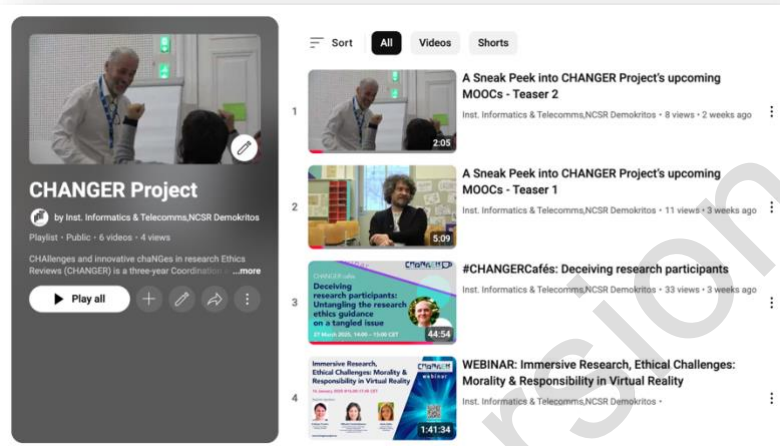 CHANGER Project
by Inst. Informatics & Telecomms,NCSR Demokritos
Playlist • Public • 6 videos • 4 views
CHAllenges and innovative chaNGes in research Ethics
Reviews (CHANGER) is a three-year Coordination ...more
Play all
Sort
All
Videos
Shorts
1
2:05
A Sneak Peek into CHANGER Project's upcoming
MOOCs - Teaser 2
Inst. Informatics & Telecomms,NCSR Demokritos • 8 views • 2 weeks ago
2
5:09
A Sneak Peek into CHANGER Project's upcoming
MOOCs - Teaser 1
Inst. Informatics & Telecomms,NCSR Demokritos • 11 views • 3 weeks ago
3
CHANGER cafés
Deceiving
research participants:
Untangling the research
ethics guidance
on a tangled issue
44:54
#CHANGERCafés: Deceiving research participants
Inst. Informatics & Telecomms,NCSR Demokritos • 33 views • 3 weeks ago
4
Immersive Research,
Ethical Challenges: Morality &
Responsibility in Virtual Reality
webinar
1:41:34
WEBINAR: Immersive Research, Ethical Challenges:
Morality & Responsibility in Virtual Reality
Inst. Informatics & Telecomms,NCSR Demokritos •